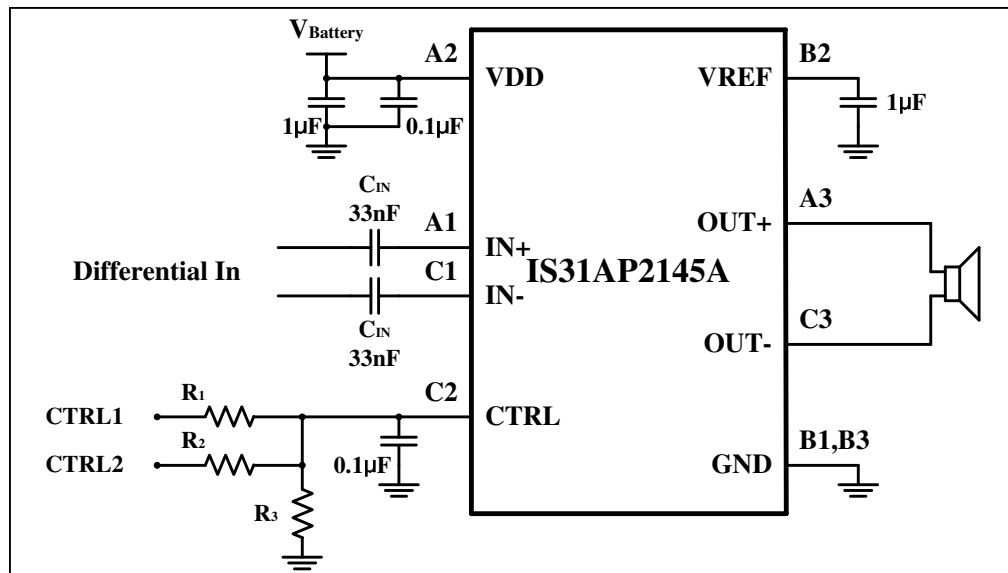 VBattery
A2
VDD
1μF
0.1μF
B2
VREF
1μF
CIN
33nF
A1
IN+
Differential In
C1
IN-
CIN
33nF
IS31AP2145A
A3
OUT+
C3
OUT-
CTRL1
R1
C2
CTRL
CTRL2
R2
0.1μF
R3
B1,B3
GND